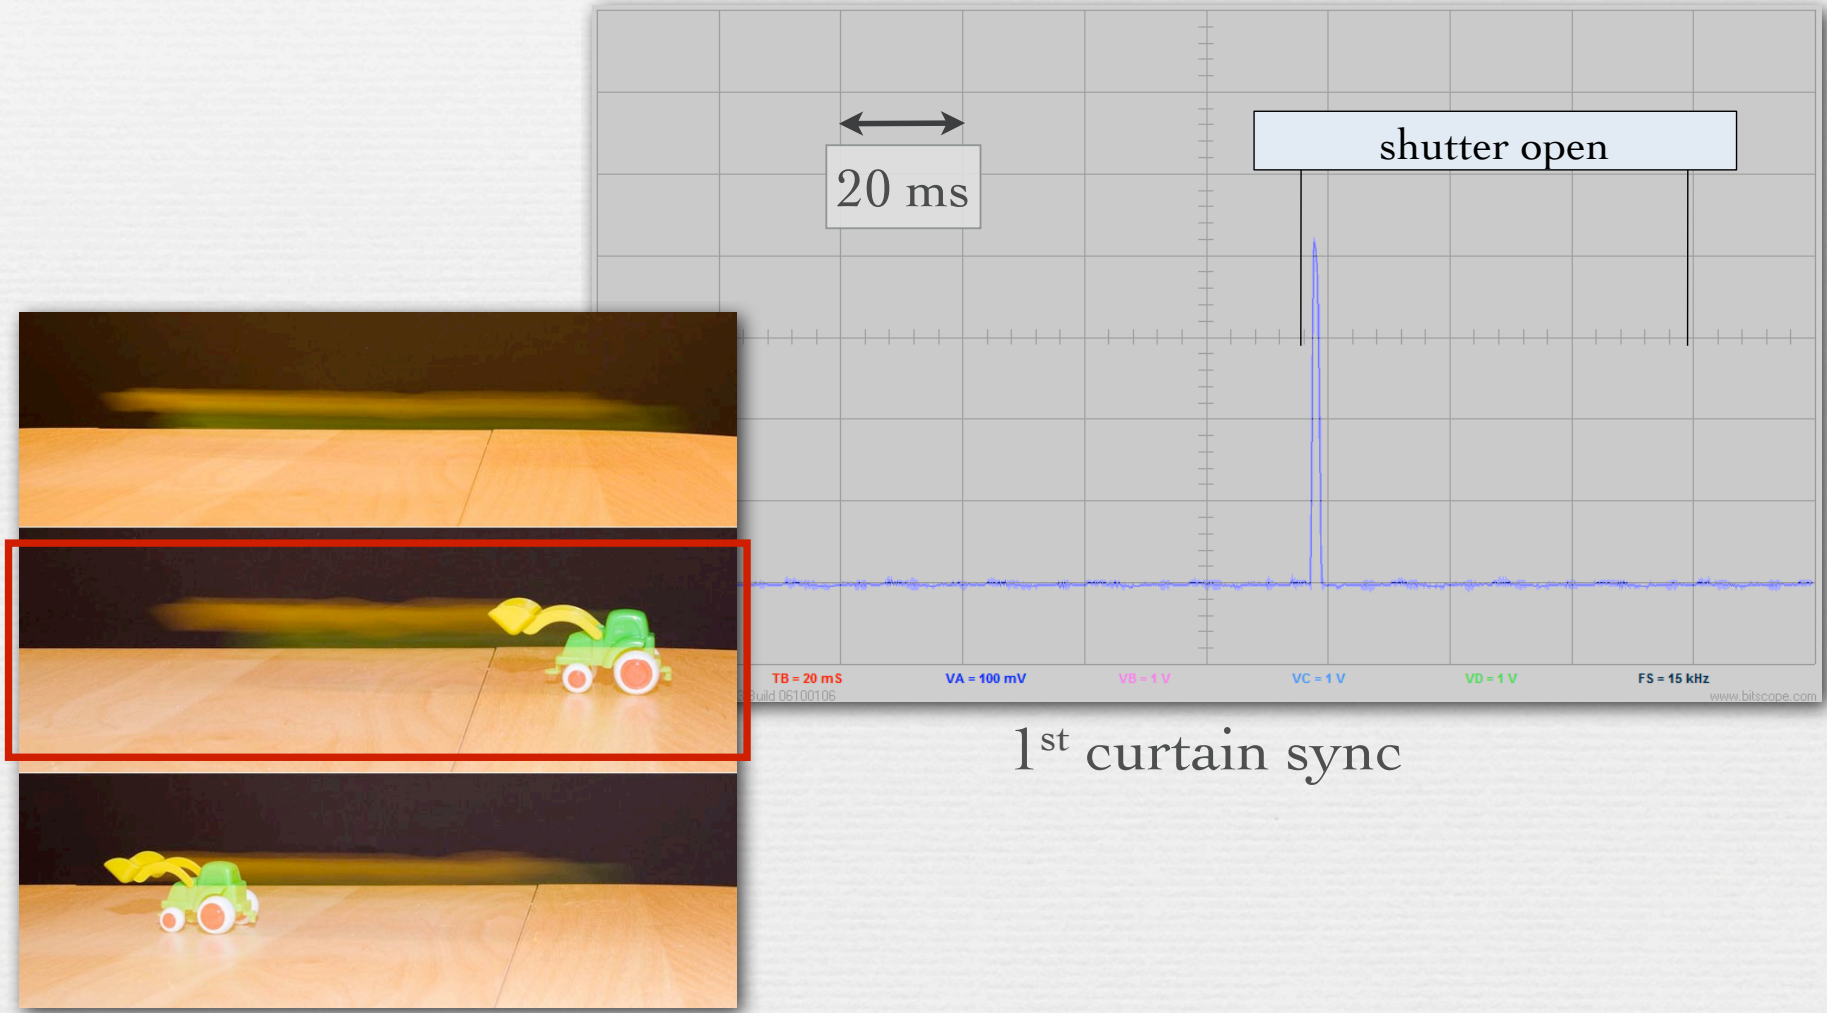 shutter open
20 ms
TB = 20 mS VA = 100 mV VB = 1 V VC = 1 V VD = 1 V FS = 15 kHz
Build 06100106 www.bitscope.com
1st curtain sync